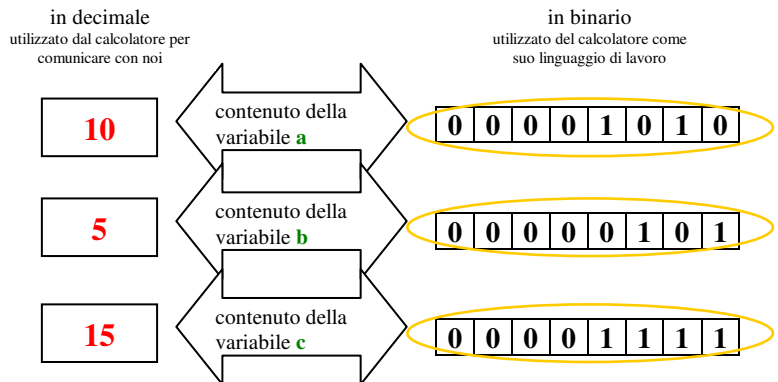 in decimale
utilizzato dal calcolatore per
comunicare con noi
in binario
utilizzato del calcolatore come
suo linguaggio di lavoro
10
contenuto della
variabile a
0 0 0 0 1 0 1 0
5
contenuto della
variabile b
0 0 0 0 0 1 0 1
15
contenuto della
variabile c
0 0 0 0 1 1 1 1